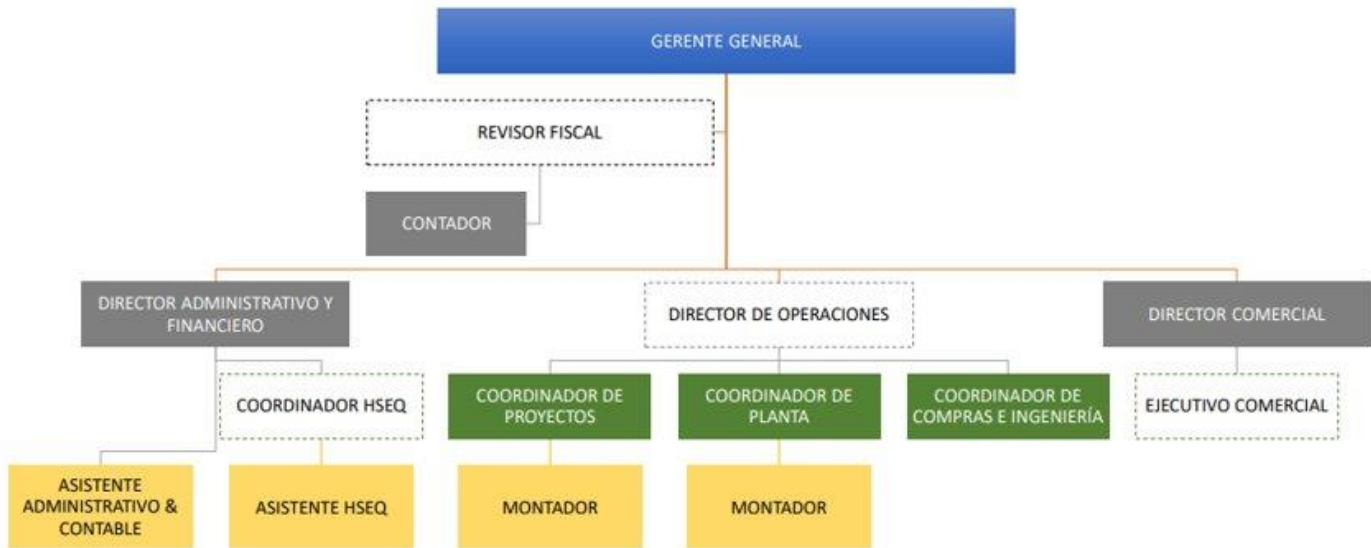 GERENTE GENERAL
REVISOR FISCAL
CONTADOR
DIRECTOR ADMINISTRATIVO Y
FINANCIERO
DIRECTOR DE OPERACIONES
DIRECTOR COMERCIAL
COORDINADOR HSEQ
COORDINADOR DE
PROYECTOS
COORDINADOR DE
PLANTA
COORDINADOR DE
COMPRAS E INGENIERÍA
EJECUTIVO COMERCIAL
ASISTENTE
ADMINISTRATIVO &
CONTABLE
ASISTENTE HSEQ
MONTADOR
MONTADOR